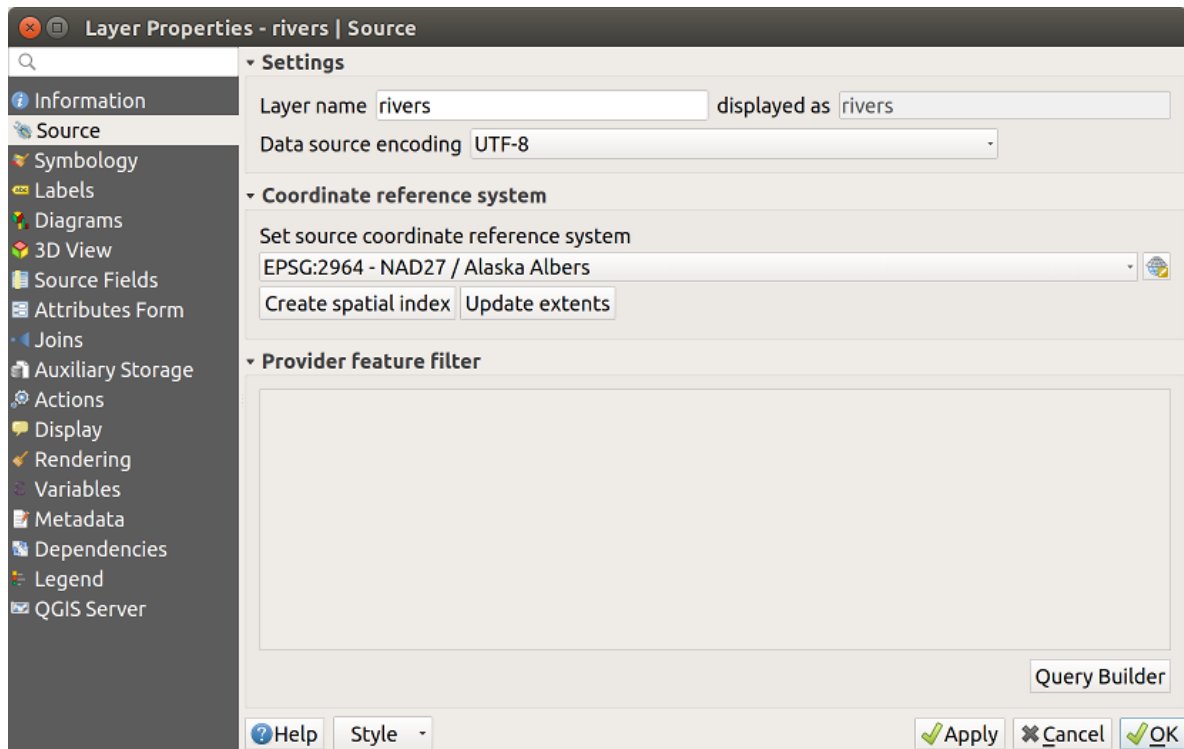 Layer Properties - rivers | Source
Information
Source
Symbology
Labels
Diagrams
3D View
Source Fields
Attributes Form
Joins
Auxiliary Storage
Actions
Display
Rendering
Variables
Metadata
Dependencies
Legend
QGIS Server
Settings
Layer name rivers displayed as rivers
Data source encoding UTF-8
Coordinate reference system
Set source coordinate reference system
EPSG:2964 - NAD27 / Alaska Albers
Create spatial index Update extents
Provider feature filter
Query Builder
Help Style Apply Cancel OK